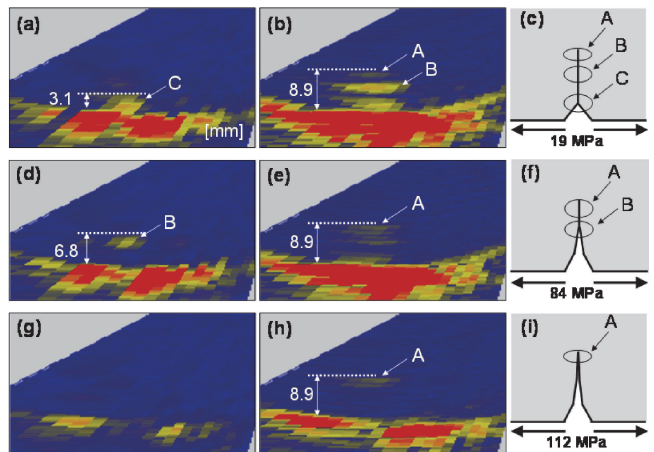 (a)
3.1
C
[mm]
(b)
8.9
A
B
(c)
A
B
C
19 MPa
(d)
6.8
B
(e)
8.9
A
(f)
A
B
84 MPa
(g)
(h)
8.9
A
(i)
A
112 MPa